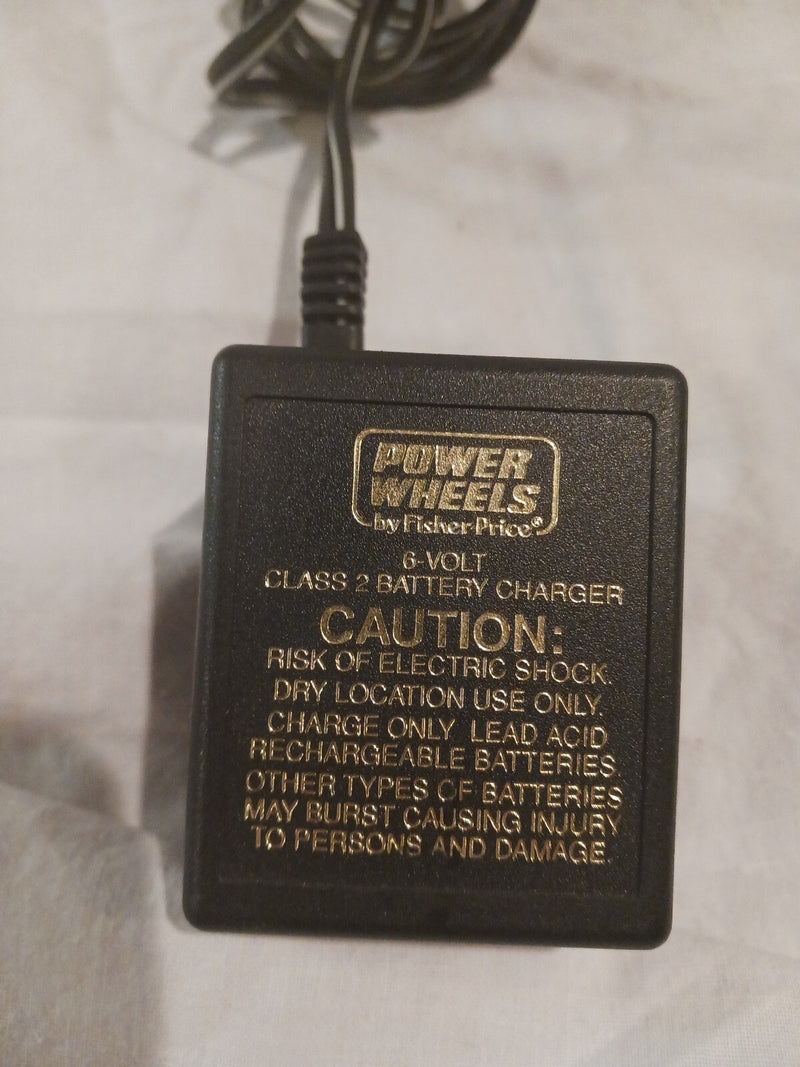 POWER
WHEELS
by Fisher-Price®
6-VOLT
CLASS 2 BATTERY CHARGER
CAUTION:
RISK OF ELECTRIC SHOCK.
DRY LOCATION USE ONLY.
CHARGE ONLY LEAD ACID
RECHARGEABLE BATTERIES.
OTHER TYPES OF BATTERIES
MAY BURST CAUSING INJURY
TO PERSONS AND DAMAGE.